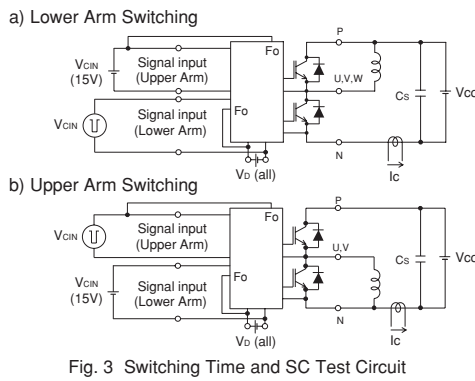 a) Lower Arm Switching
P
Fo
VCIN
(15V)
Signal input
(Upper Arm)
U,V,W
CS
VCC
VCIN
Signal input
(Lower Arm)
Fo
N
VD (all)
Ic
b) Upper Arm Switching
P
Fo
VCIN
Signal input
(Upper Arm)
U,V
CS
VCC
VCIN
(15V)
Signal input
(Lower Arm)
Fo
N
VD (all)
Ic
Fig. 3 Switching Time and SC Test Circuit